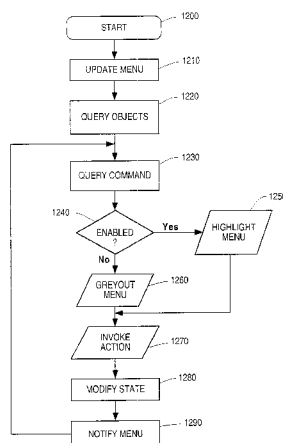 START
1200
UPDATE MENU
1210
QUERY OBJECTS
1220
QUERY COMMAND
1230
1240
ENABLED
?
Yes
No
HIGHLIGHT
MENU
1250
GREYOUT
MENU
1260
INVOKE
ACTION
1270
MODIFY STATE
1280
NOTIFY MENU
1290